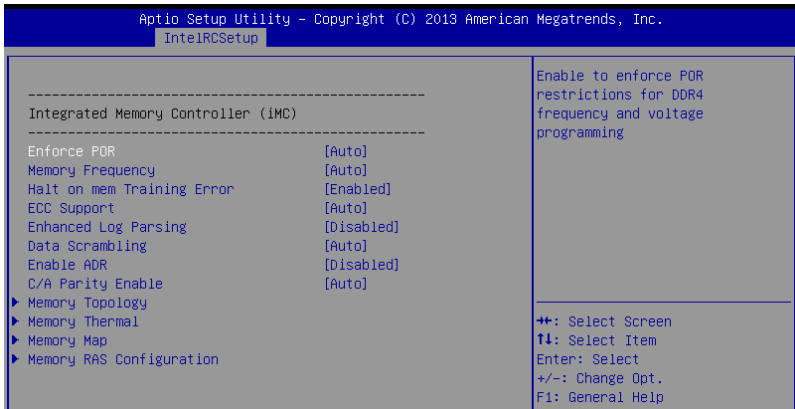 Aptio Setup Utility – Copyright (C) 2013 American Megatrends, Inc.
IntelRCSetup
------------------------------------------------
Integrated Memory Controller (iMC)
------------------------------------------------
Enforce POR [Auto]
Memory Frequency [Auto]
Halt on mem Training Error [Enabled]
ECC Support [Auto]
Enhanced Log Parsing [Disabled]
Data Scrambling [Auto]
Enable ADR [Disabled]
C/A Parity Enable [Auto]
Memory Topology
Memory Thermal
Memory Map
Memory RAS Configuration
Enable to enforce POR
restrictions for DDR4
frequency and voltage
programming
→←: Select Screen
↑↓: Select Item
Enter: Select
+/-: Change Opt.
F1: General Help